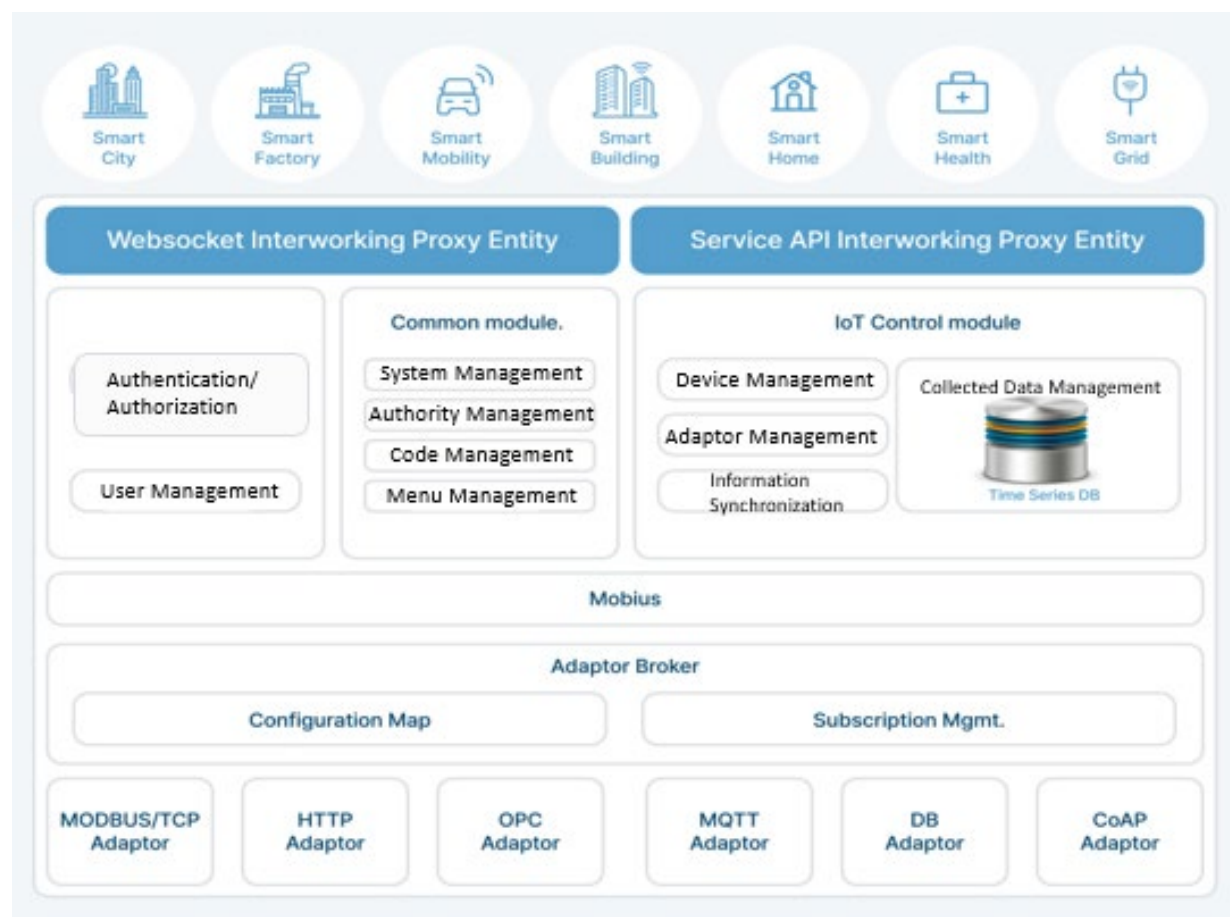 Smart
City
Smart
Factory
Smart
Mobility
Smart
Building
Smart
Home
Smart
Health
Smart
Grid
Websocket Interworking Proxy Entity
Service API Interworking Proxy Entity
Authentication/
Authorization
User Management
Common module.
System Management
Authority Management
Code Management
Menu Management
IoT Control module
Device Management
Adaptor Management
Information
Synchronization
Collected Data Management
Time Series DB
Mobius
Adaptor Broker
Configuration Map
Subscription Mgmt.
MODBUS/TCP
Adaptor
HTTP
Adaptor
OPC
Adaptor
MQTT
Adaptor
DB
Adaptor
CoAP
Adaptor